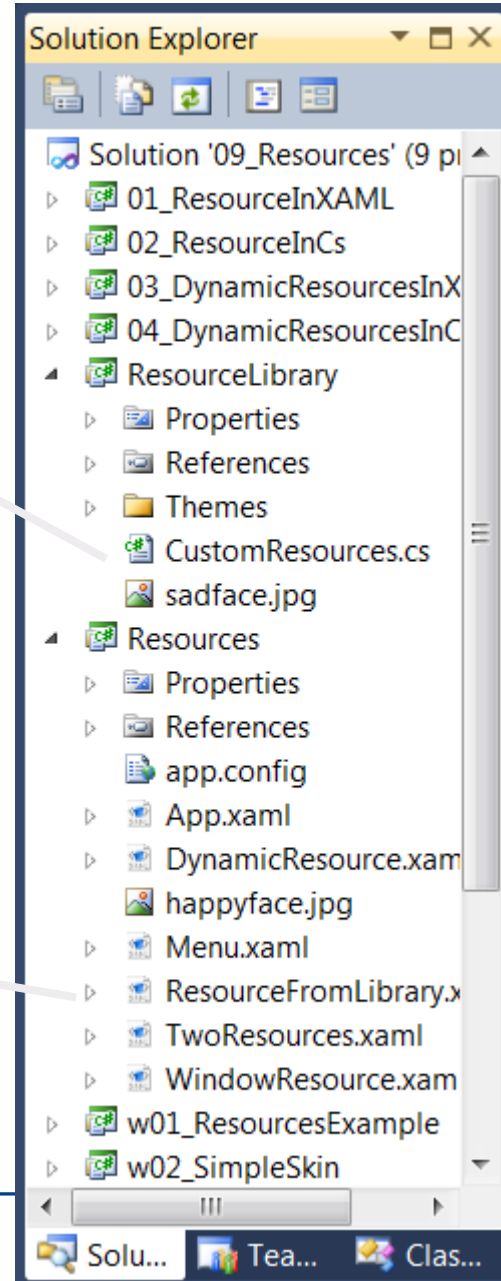 Solution Explorer
Solution '09_Resources' (9 pr
01_ResourceInXAML
02_ResourceInCs
03_DynamicResourcesInX
04_DynamicResourcesInC
ResourceLibrary
Properties
References
Themes
CustomResources.cs
sadface.jpg
Resources
Properties
References
app.config
App.xaml
DynamicResource.xam
happyface.jpg
Menu.xaml
ResourceFromLibrary.x
TwoResources.xaml
WindowResource.xam
w01_ResourcesExample
w02_SimpleSkin
Solu... Tea... Clas...